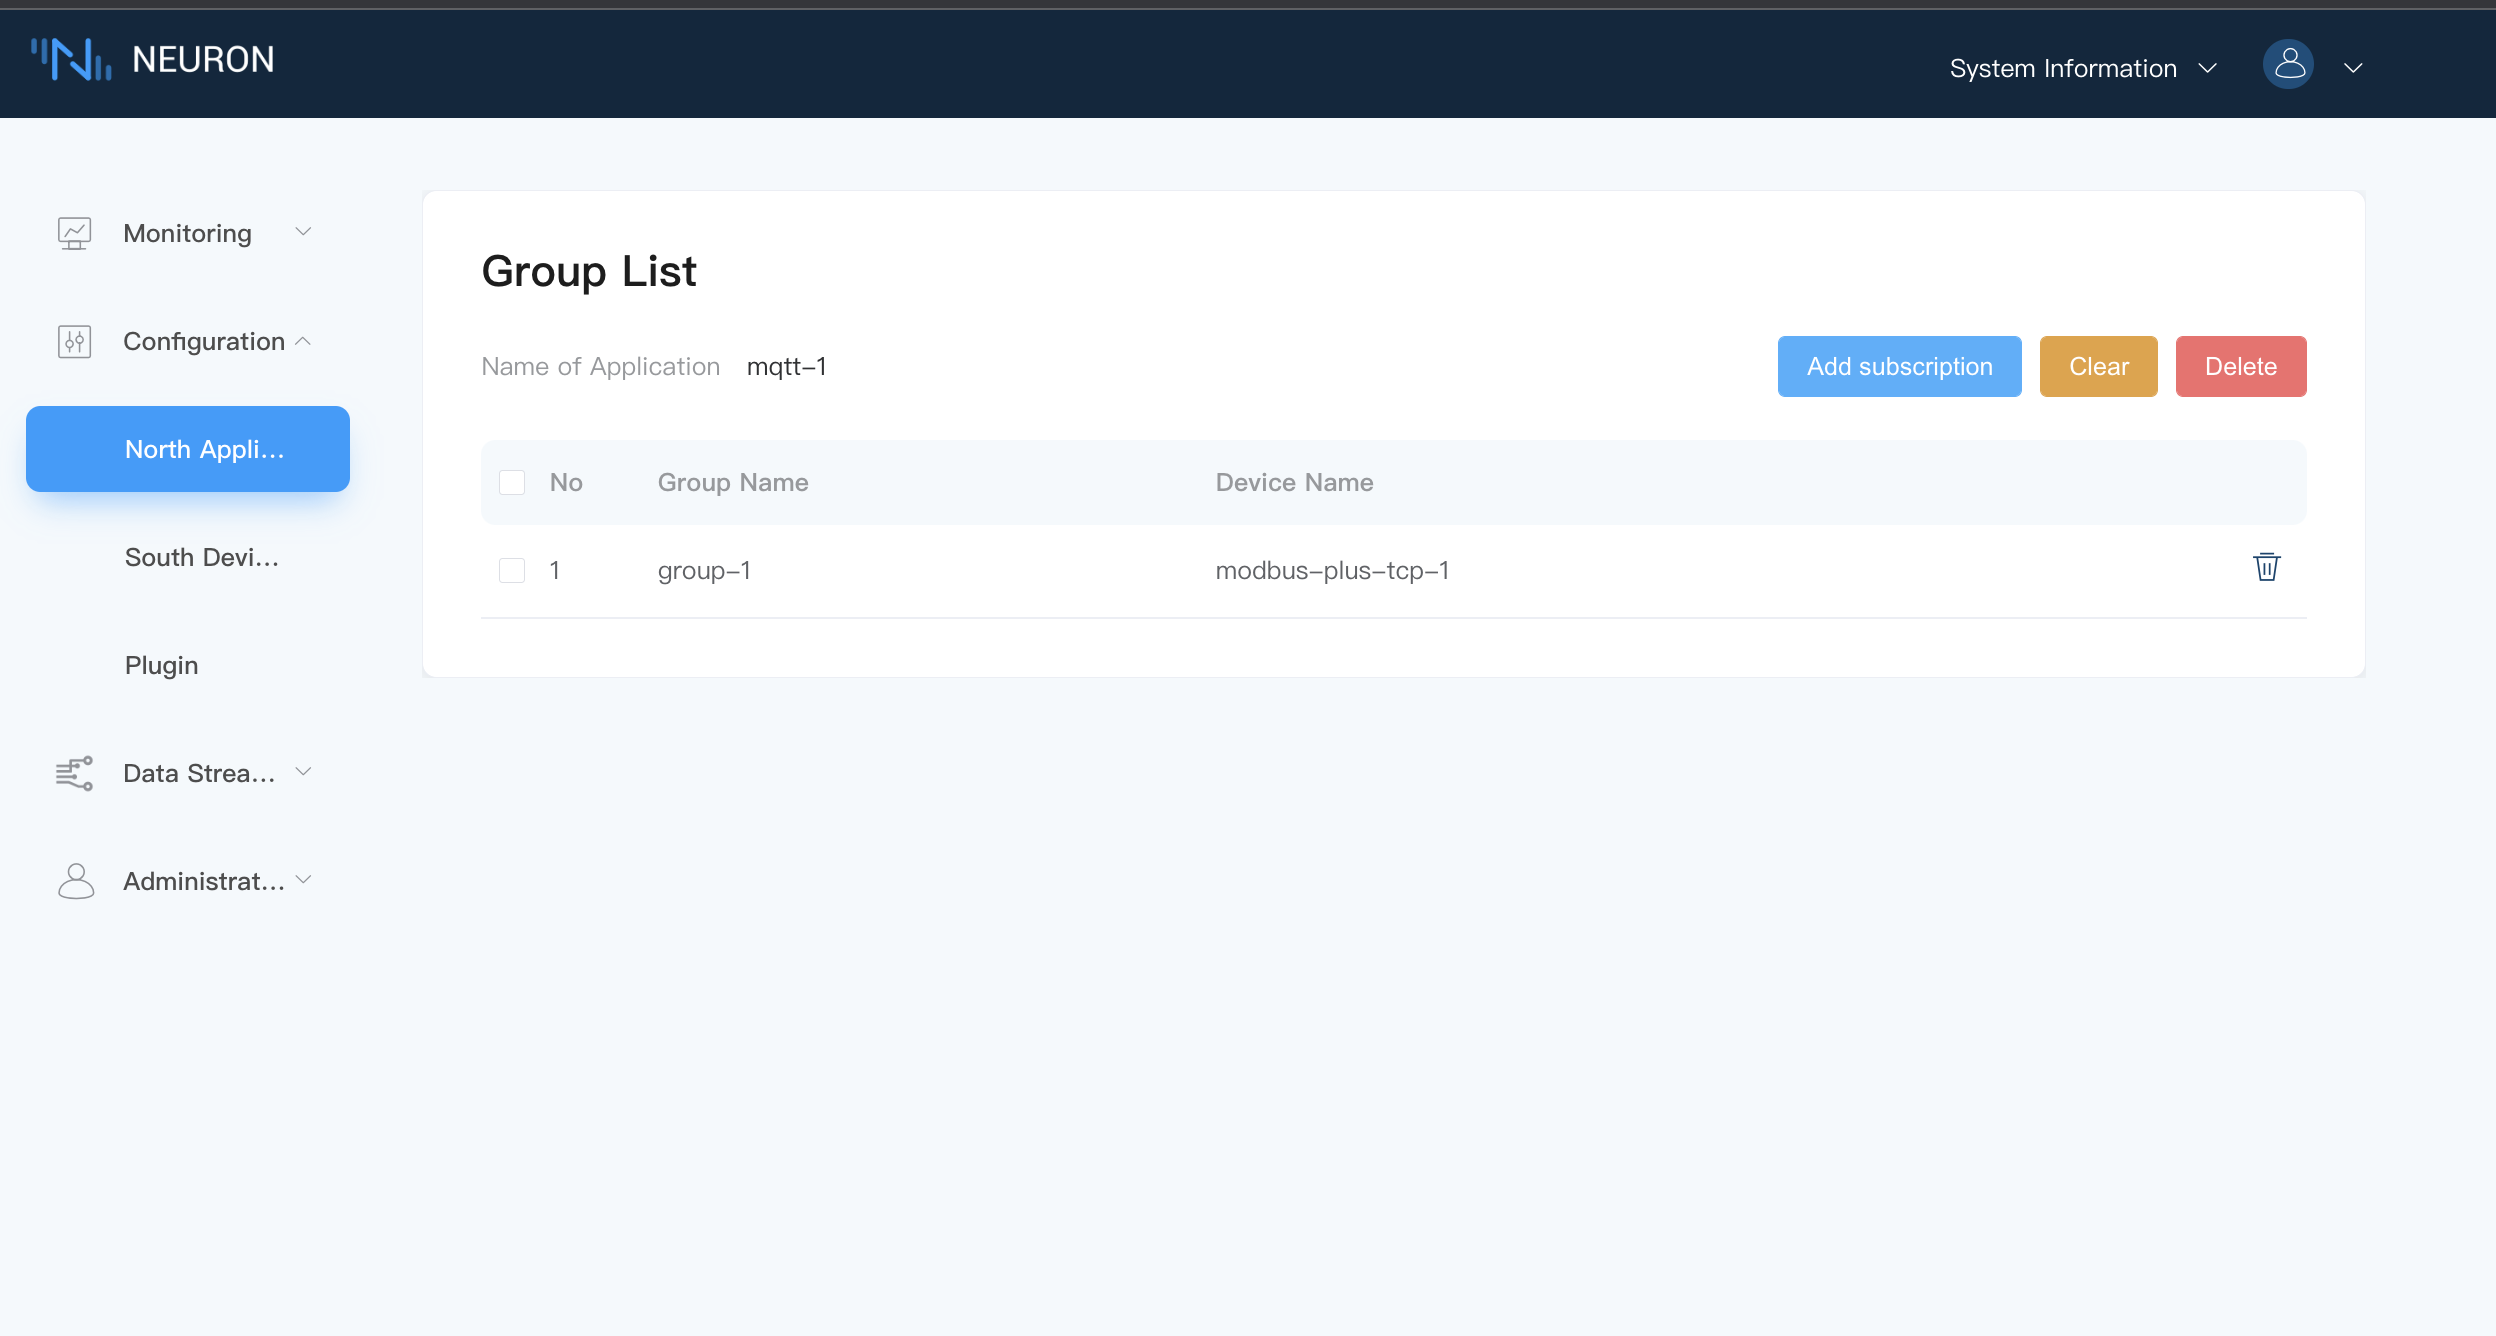 NEURON
System Information
Monitoring
Configuration
North Appli...
South Devi...
Plugin
Data Strea...
Administrat...
Group List
Name of Application mqtt-1
Add subscription Clear Delete
No Group Name Device Name
1 group-1 modbus-plus-tcp-1